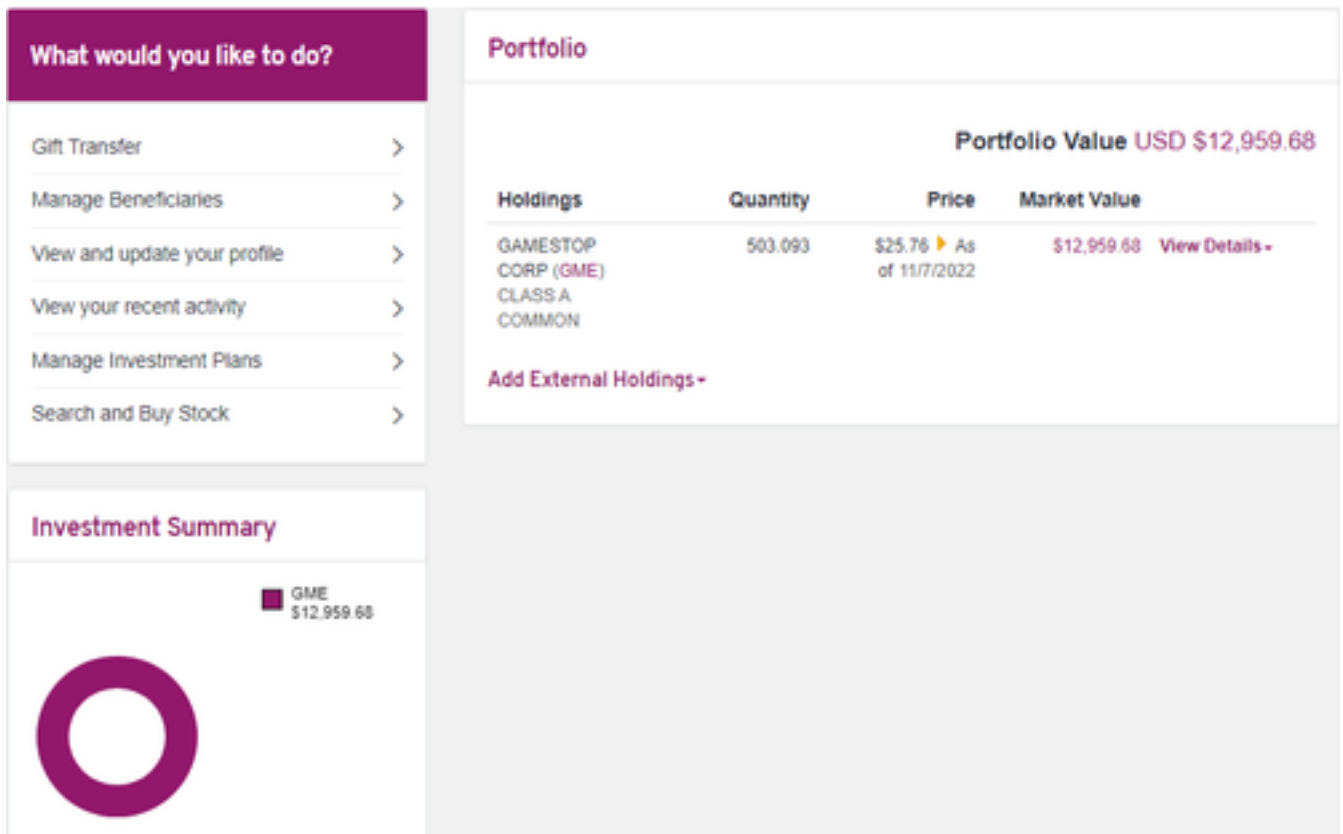 What would you like to do?
Gift Transfer
Manage Beneficiaries
View and update your profile
View your recent activity
Manage Investment Plans
Search and Buy Stock
Investment Summary
GME
$12,959.68
Portfolio
Portfolio Value USD $12,959.68
Holdings Quantity Price Market Value
GAMESTOP 503.093 $25.76 As $12,959.68 View Details
CORP (GME) of 11/7/2022
CLASS A
COMMON
Add External Holdings